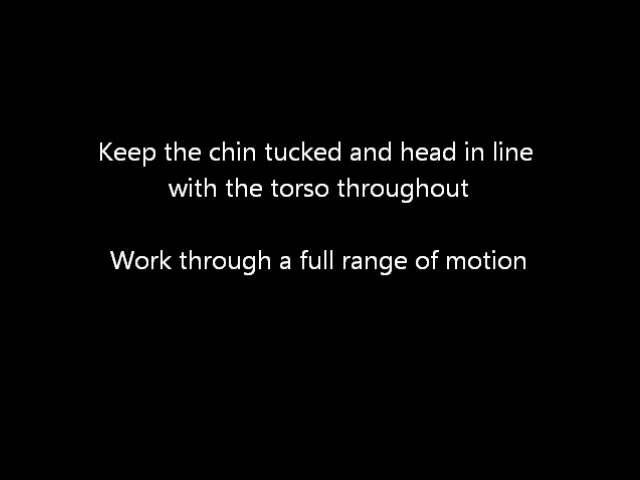 Keep the chin tucked and head in line
with the torso throughout
Work through a full range of motion